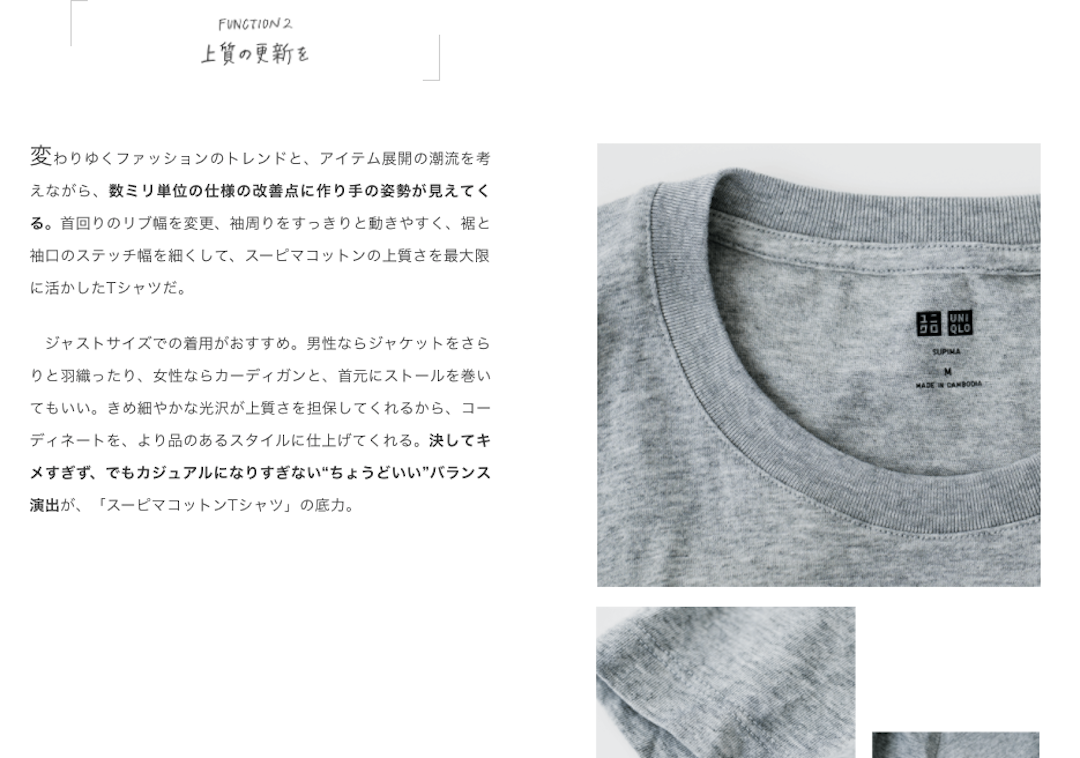 FUNCTION 2
上質の更新を
変わりゆくファッションのトレンドと、アイテム展開の潮流を考
えながら、数ミリ単位の仕様の改善点に作り手の姿勢が見えてく
る。首回りのリブ幅を変更、袖周りをすっきりと動きやすく、裾と
袖口のステッチ幅を細くして、スーピマコットンの上質さを最大限
に活かしたTシャツだ。
ジャストサイズでの着用がおすすめ。男性ならジャケットをさら
りと羽織ったり、女性ならカーディガンと、首元にストールを巻い
てもいい。きめ細やかな光沢が上質さを担保してくれるから、コー
ディネートを、より品のあるスタイルに仕上げてくれる。決してキ
メすぎず、でもカジュアルになりすぎない“ちょうどいい”バランス
演出が、「スーピマコットンTシャツ」の底力。
ユニ UNI
クロ QLO
SUPIMA
M
MADE IN CAMBODIA